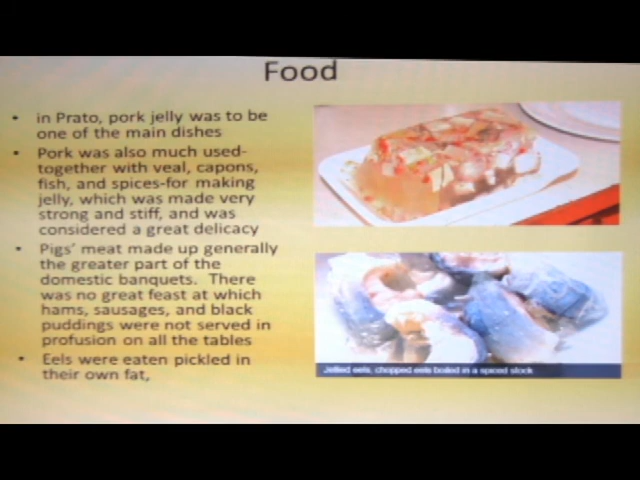 Food
• in Prato, pork jelly was to be
one of the main dishes
• Pork was also much used-
together with veal, capons,
fish, and spices-for making
jelly, which was made very
strong and stiff, and was
considered a great delicacy
• Pigs' meat made up generally
the greater part of the
domestic banquets. There
was no great feast at which
hams, sausages, and black
puddings were not served in
profusion on all the tables
• Eels were eaten pickled in
their own fat,
Jellied eels, chopped eels boiled in a spiced stock